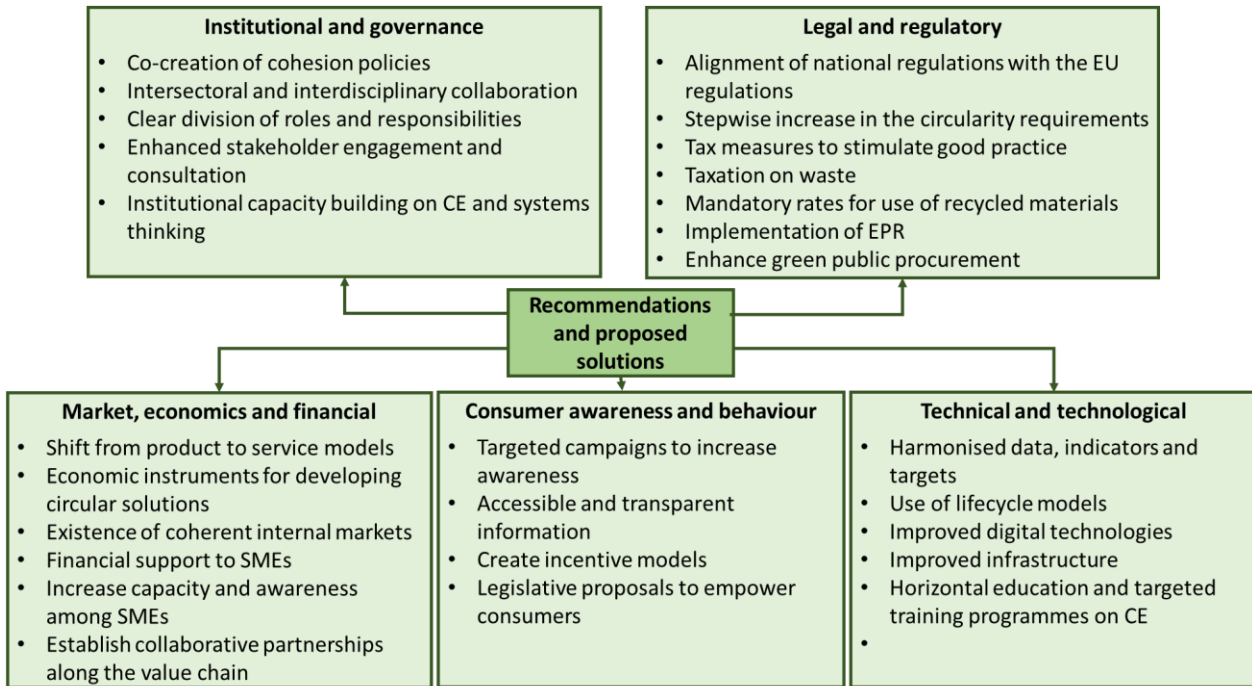 Institutional and governance
• Co-creation of cohesion policies
• Intersectoral and interdisciplinary collaboration
• Clear division of roles and responsibilities
• Enhanced stakeholder engagement and
consultation
• Institutional capacity building on CE and systems
thinking
Legal and regulatory
• Alignment of national regulations with the EU
regulations
• Stepwise increase in the circularity requirements
• Tax measures to stimulate good practice
• Taxation on waste
• Mandatory rates for use of recycled materials
• Implementation of EPR
• Enhance green public procurement
Recommendations
and proposed
solutions
Market, economics and financial
• Shift from product to service models
• Economic instruments for developing
circular solutions
• Existence of coherent internal markets
• Financial support to SMEs
• Increase capacity and awareness
among SMEs
• Establish collaborative partnerships
along the value chain
Consumer awareness and behaviour
• Targeted campaigns to increase
awareness
• Accessible and transparent
information
• Create incentive models
• Legislative proposals to empower
consumers
Technical and technological
• Harmonised data, indicators and
targets
• Use of lifecycle models
• Improved digital technologies
• Improved infrastructure
• Horizontal education and targeted
training programmes on CE
•